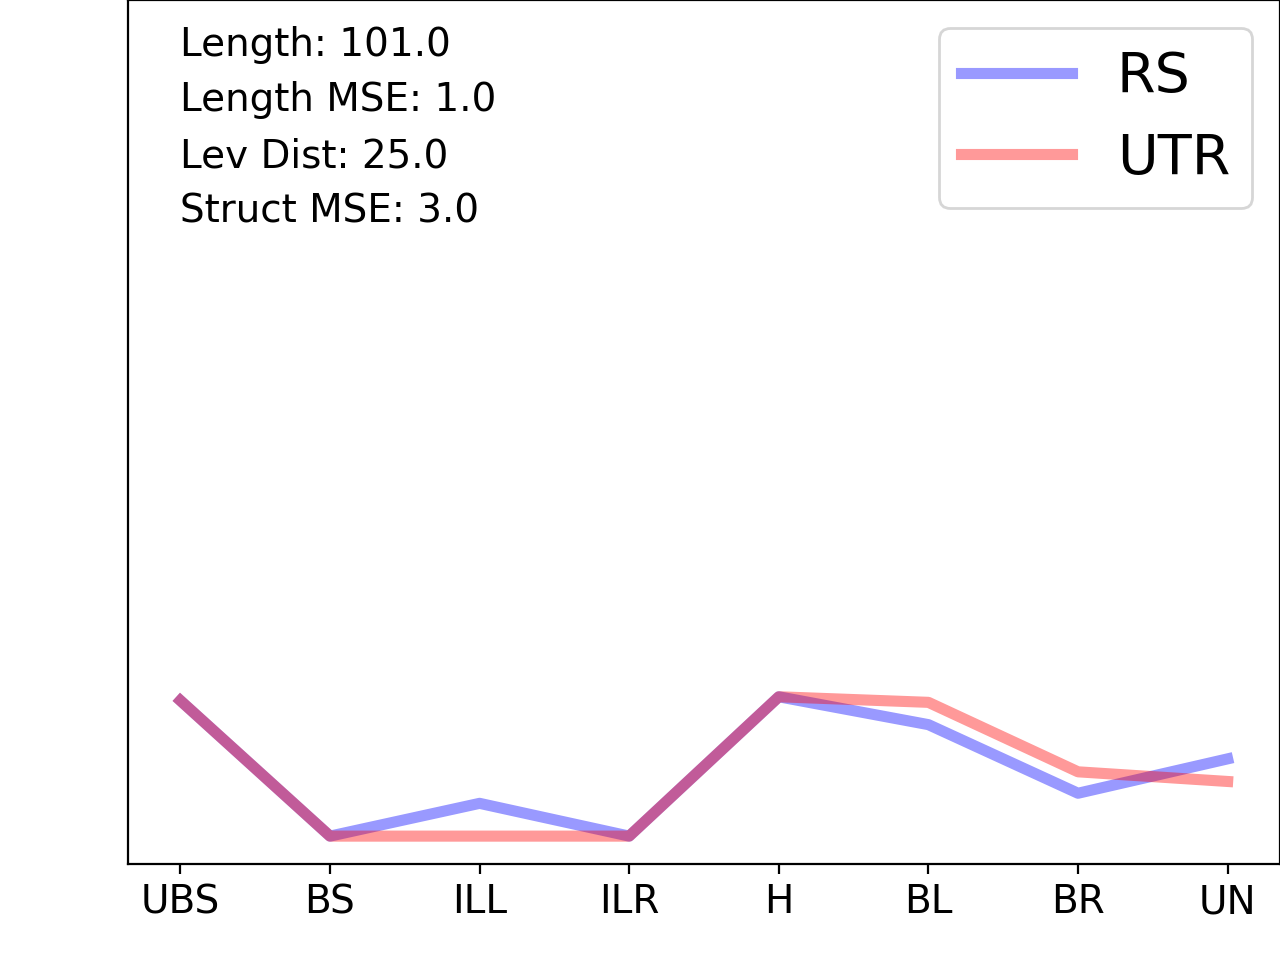 Length: 101.0
Length MSE: 1.0
Lev Dist: 25.0
Struct MSE: 3.0
RS
UTR
UBS BS ILL ILR H BL BR UN